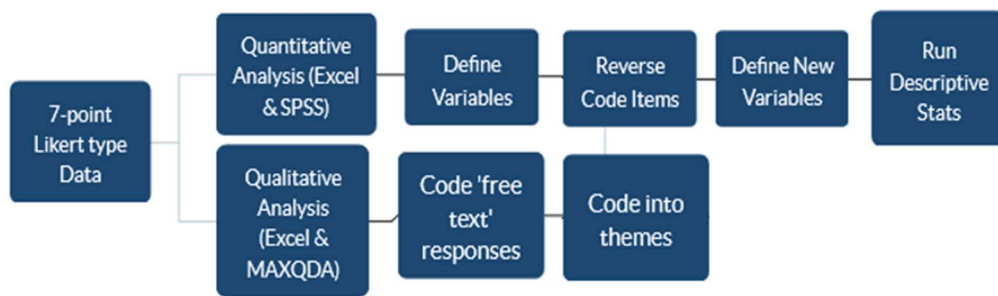 7-point
Likert type
Data
Quantitative
Analysis (Excel
& SPSS)
Define
Variables
Reverse
Code Items
Define New
Variables
Run
Descriptive
Stats
Qualitative
Analysis
(Excel &
MAXQDA)
Code 'free
text'
responses
Code into
themes